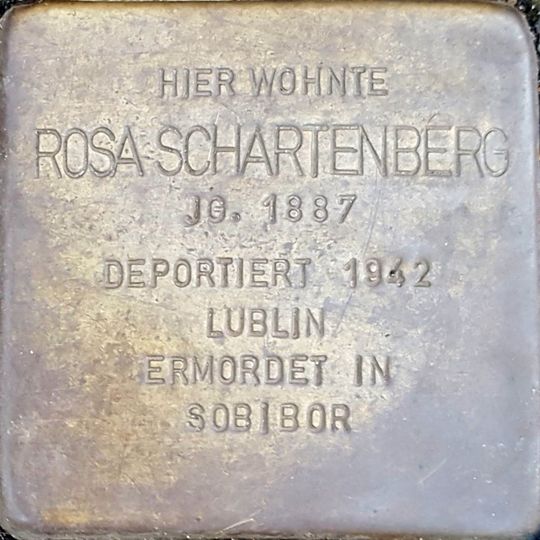 HIER WOHNTE
ROSA SCHARTENBERG
JG. 1887
DEPORTIERT 1942
LUBLIN
ERMORDET IN
SOBIBOR